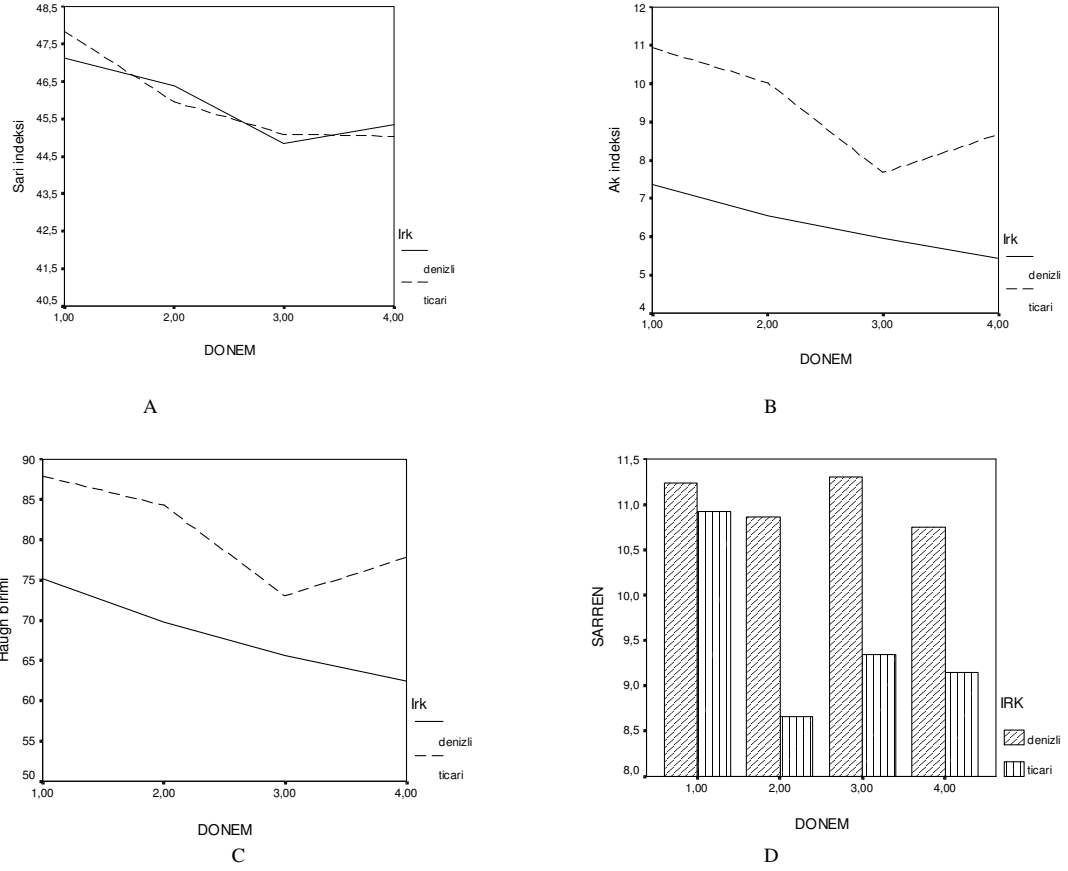 48,5
47,5
46,5
45,5
44,5
43,5
42,5
41,5
40,5
Sari indeksi
1,00 2,00 3,00 4,00
DONEM
Irk
denizli
ticari
A
12
11
10
9
8
7
6
5
4
Ak indeksi
1,00 2,00 3,00 4,00
DONEM
Irk
denizli
ticari
B
90
85
80
75
70
65
60
55
50
Haugh birimi
1,00 2,00 3,00 4,00
DONEM
Irk
denizli
ticari
C
11,5
11,0
10,5
10,0
9,5
9,0
8,5
8,0
SARREN
1,00 2,00 3,00 4,00
DONEM
IRK
denizli
ticari
D